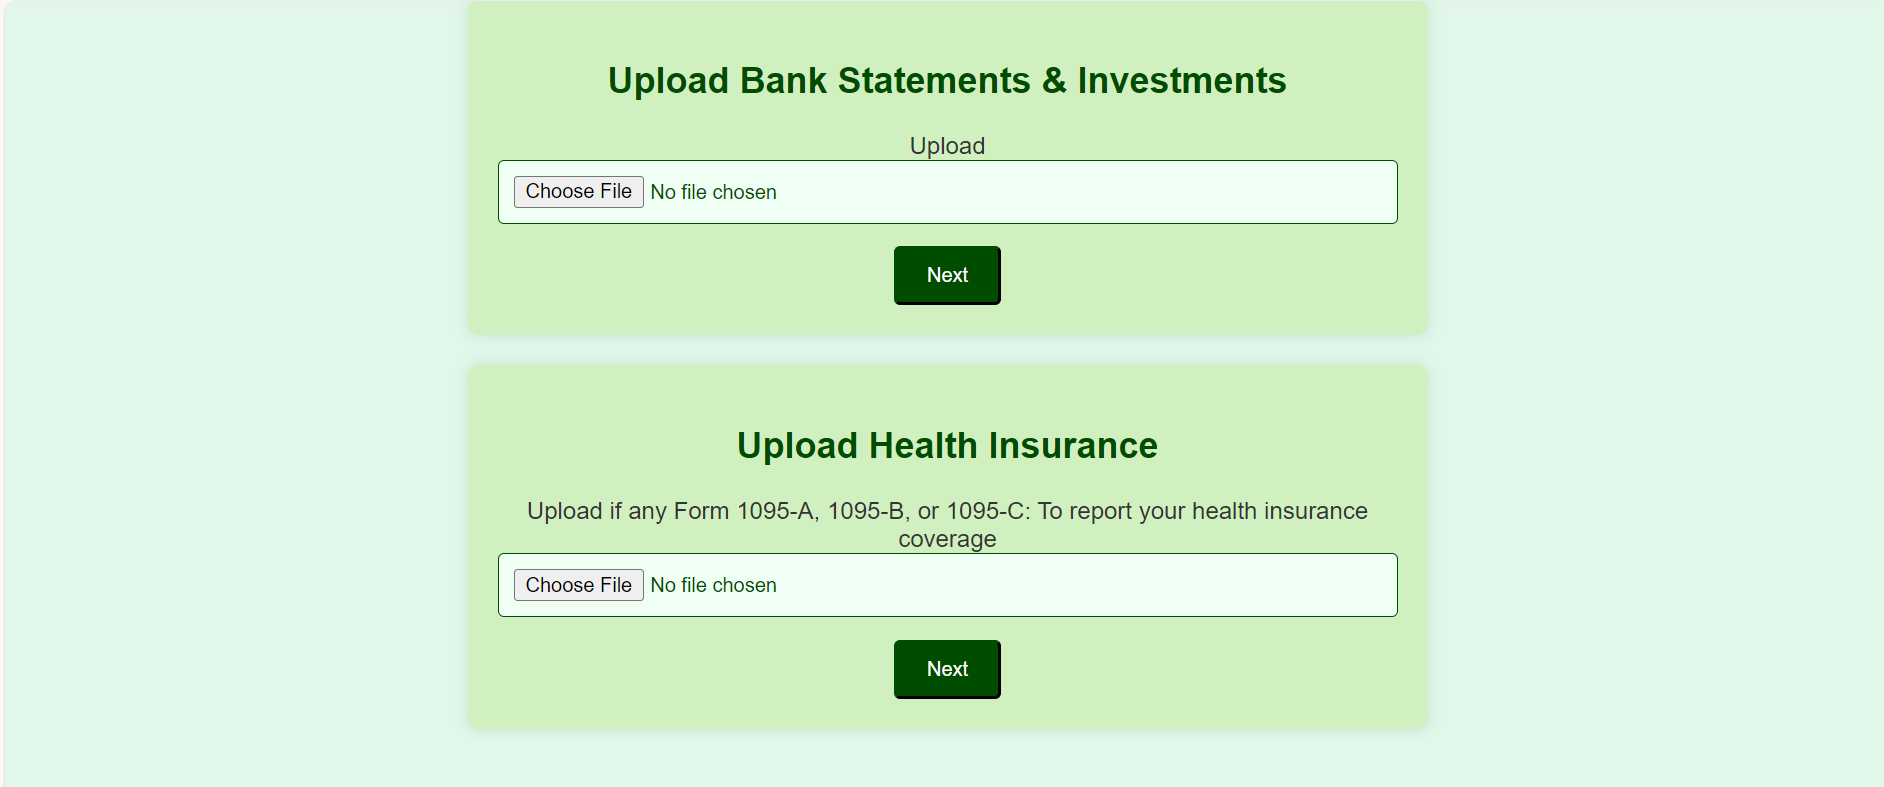 Upload Bank Statements & Investments
Upload
Choose File No file chosen
Next
Upload Health Insurance
Upload if any Form 1095-A, 1095-B, or 1095-C: To report your health insurance
coverage
Choose File No file chosen
Next